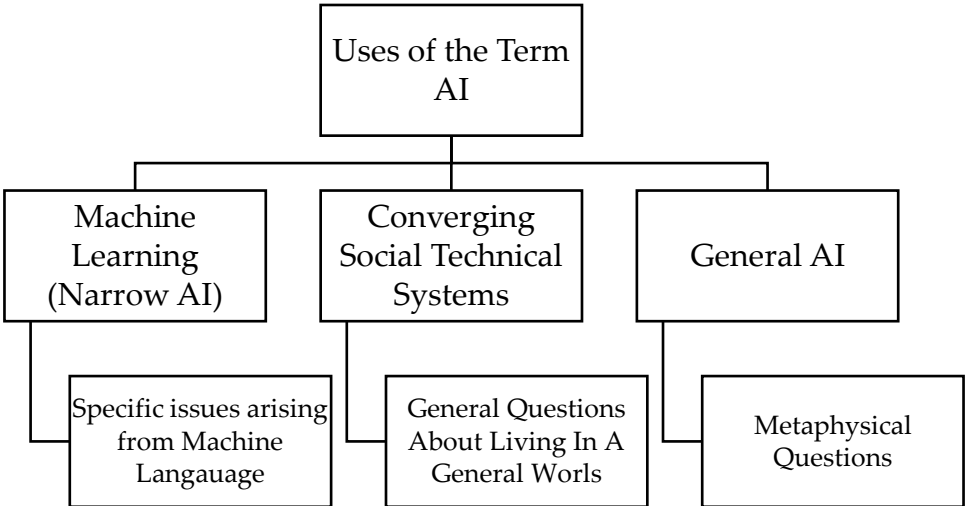 Uses of the Term
AI
Machine
Learning
(Narrow AI)
Converging
Social Technical
Systems
General AI
Specific issues arising
from Machine
Langauage
General Questions
About Living In A
General Worls
Metaphysical
Questions